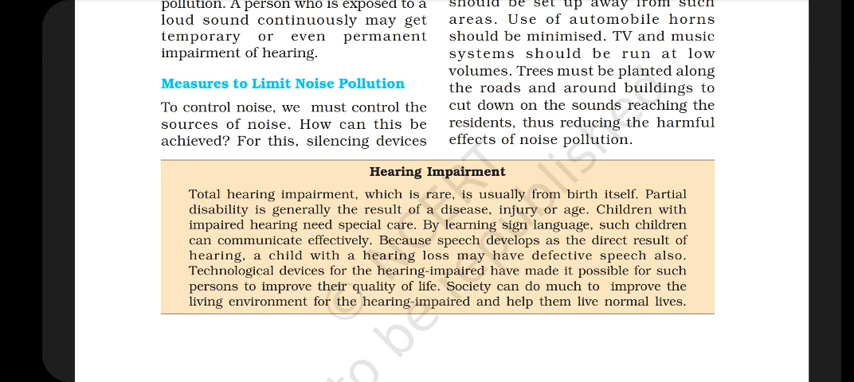 pollution. A person who is exposed to a
loud sound continuously may get
temporary or even permanent
impairment of hearing.
Measures to Limit Noise Pollution
To control noise, we must control the
sources of noise. How can this be
achieved? For this, silencing devices
should be set up away from such
areas. Use of automobile horns
should be minimised. TV and music
systems should be run at low
volumes. Trees must be planted along
the roads and around buildings to
cut down on the sounds reaching the
residents, thus reducing the harmful
effects of noise pollution.
Hearing Impairment
Total hearing impairment, which is rare, is usually from birth itself. Partial
disability is generally the result of a disease, injury or age. Children with
impaired hearing need special care. By learning sign language, such children
can communicate effectively. Because speech develops as the direct result of
hearing, a child with a hearing loss may have defective speech also.
Technological devices for the hearing-impaired have made it possible for such
persons to improve their quality of life. Society can do much to improve the
living environment for the hearing-impaired and help them live normal lives.
© NCERT
to be republished